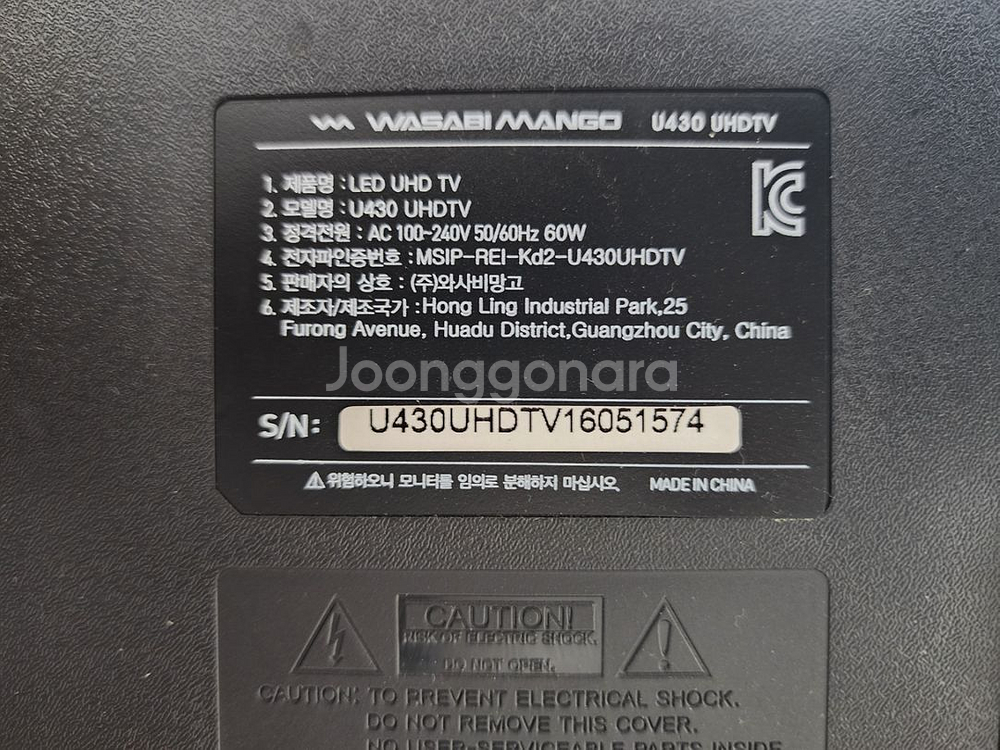 WASABI MANGO U430 UHDTV
1. 제품명 : LED UHD TV
2. 모델명 : U430 UHDTV
3. 정격전원 : AC 100~240V 50/60Hz 60W
4. 전자파인증번호 : MSIP-REI-Kd2-U430UHDTV
5. 판매자의 상호 : (주)와사비망고
6. 제조자/제조국가 : Hong Ling Industrial Park,25
Furong Avenue, Huadu District,Guangzhou City, China
Joonggonara
S/N: U430UHDTV16051574
위험하오니 모니터를 임의로 분해하지 마십시오. MADE IN CHINA
CAUTION!
RISK OF ELECTRIC SHOCK.
DO NOT OPEN.
CAUTION: TO PREVENT ELECTRICAL SHOCK.
DO NOT REMOVE THIS COVER.
NO USER-SERVICEABLE PARTS INSIDE